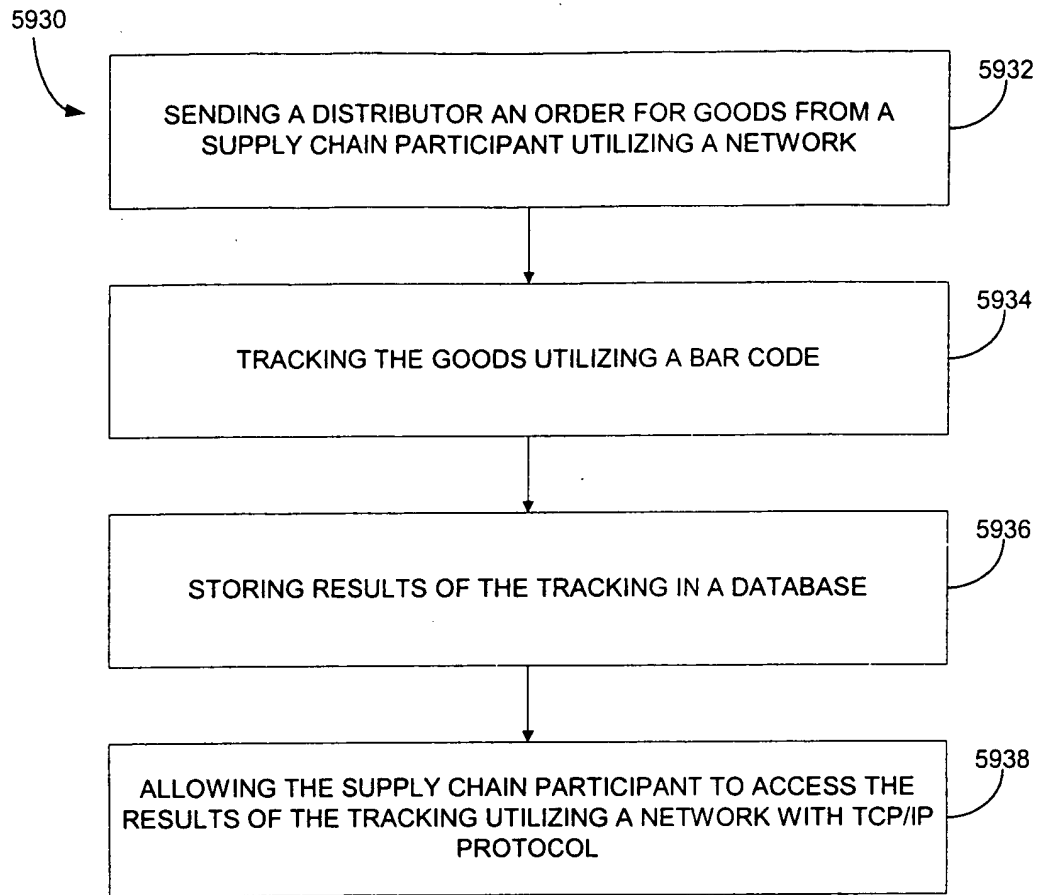 5930
5932
SENDING A DISTRIBUTOR AN ORDER FOR GOODS FROM A
SUPPLY CHAIN PARTICIPANT UTILIZING A NETWORK
5934
TRACKING THE GOODS UTILIZING A BAR CODE
5936
STORING RESULTS OF THE TRACKING IN A DATABASE
5938
ALLOWING THE SUPPLY CHAIN PARTICIPANT TO ACCESS THE
RESULTS OF THE TRACKING UTILIZING A NETWORK WITH TCP/IP
PROTOCOL